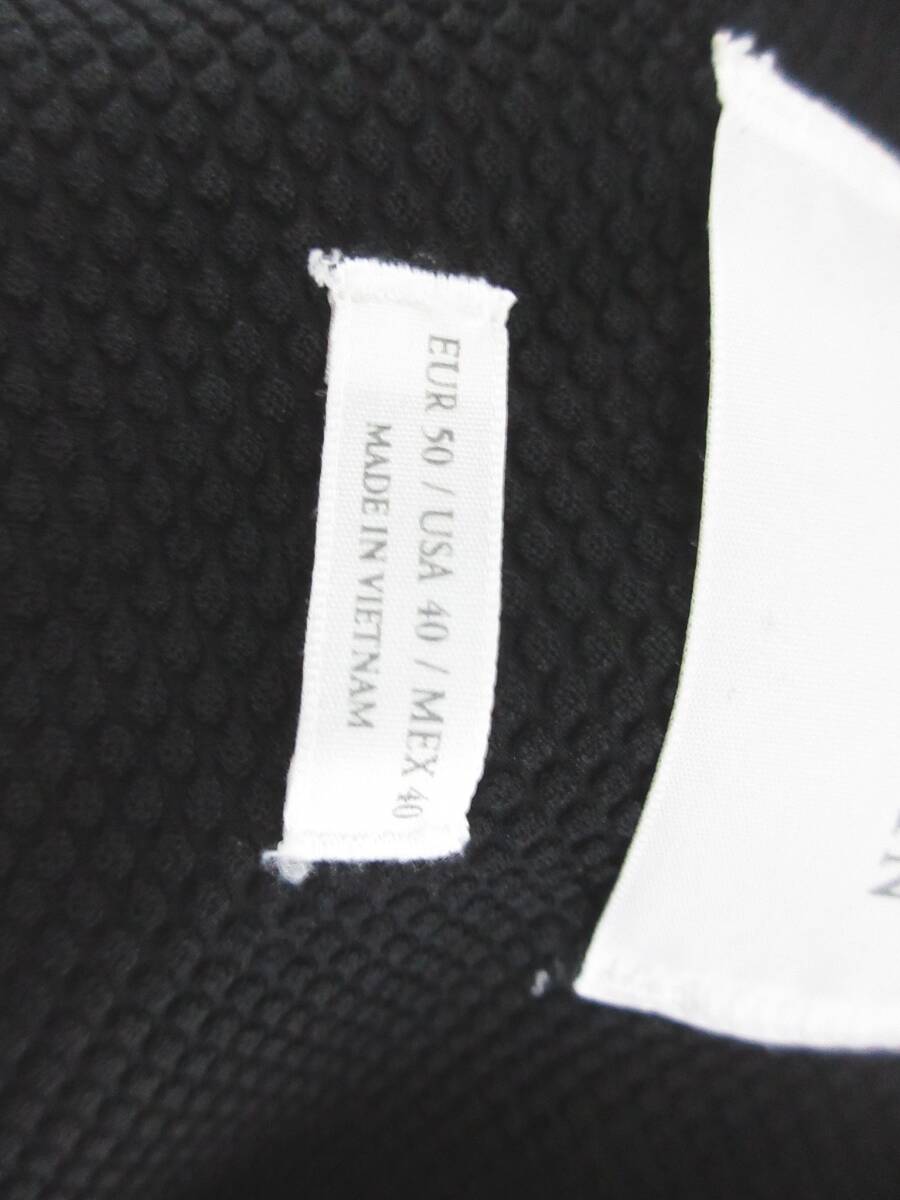 EUR 50 / USA 40 / MEX 40
MADE IN VIETNAM